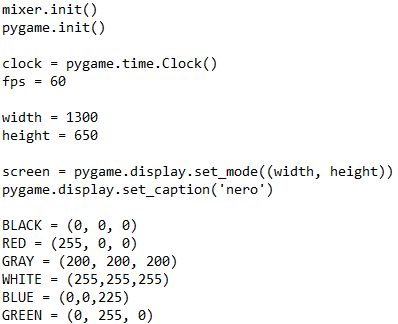 mixer.init()
pygame.init()
clock = pygame.time.Clock()
fps = 60
width = 1300
height = 650
screen = pygame.display.set_mode((width, height))
pygame.display.set_caption('nero')
BLACK = (0, 0, 0)
RED = (255, 0, 0)
GRAY = (200, 200, 200)
WHITE = (255,255,255)
BLUE = (0,0,225)
GREEN = (0, 255, 0)